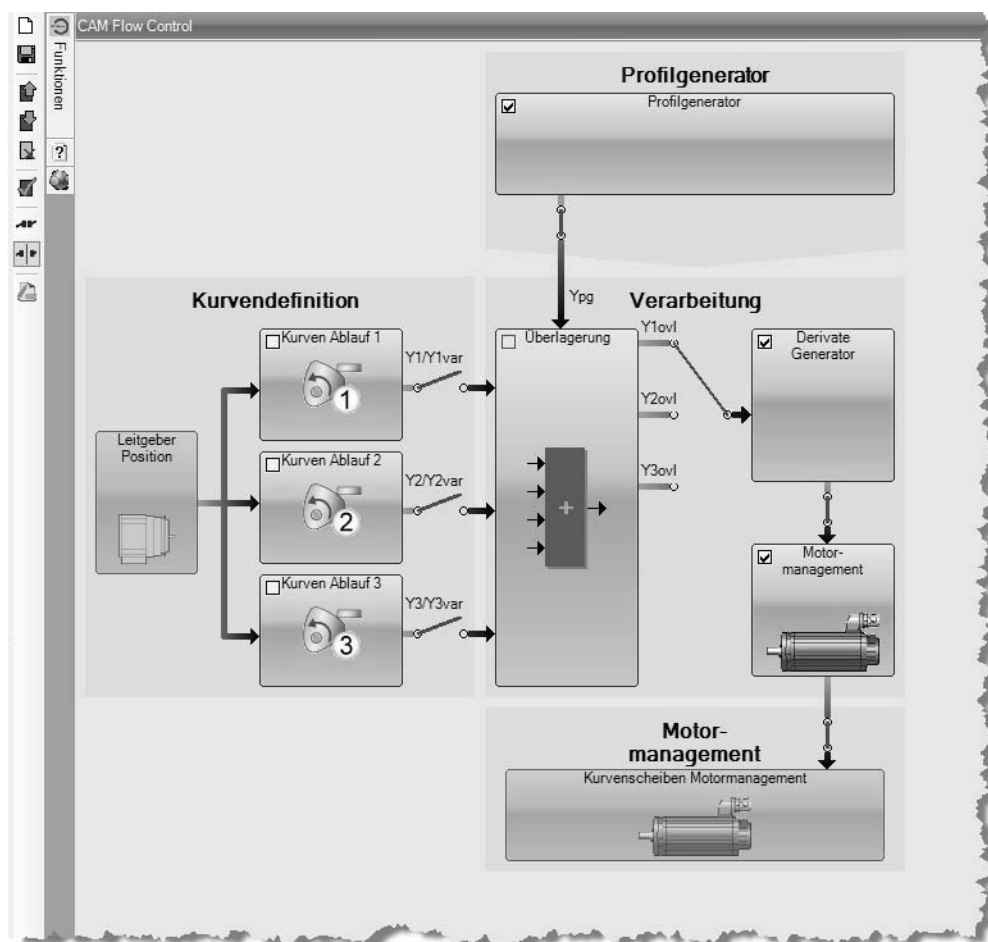 CAM Flow Control
Funktionen
Profilgenerator
Profilgenerator
Ypg
Kurvendefinition
Verarbeitung
Kurven Ablauf 1
1
Y1/Y1var
Überlagerung
Y1ovl
Derivate
Generator
Y2ovl
Leitgeber
Position
Kurven Ablauf 2
2
Y2/Y2var
Y3ovl
+
Motor-
management
Kurven Ablauf 3
3
Y3/Y3var
Motor-
management
Kurvenscheiben Motormanagement